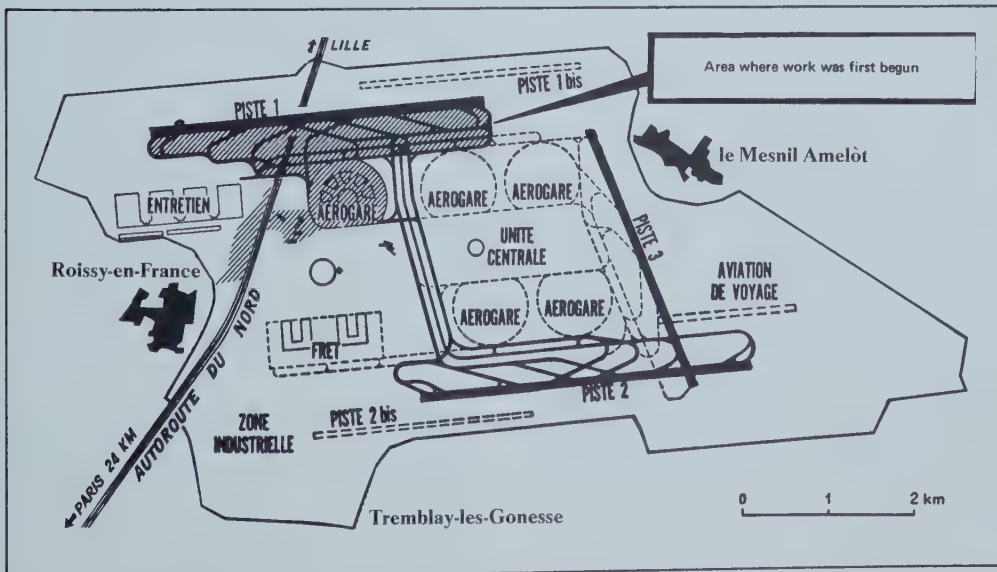 LILLE
PISTE 1 bis
Area where work was first begun
PISTE 1
le Mesnil Amelòt
ENTRETIEN
AEROGARE
AEROGARE
AEROGARE
UNITE
CENTRALE
PISTE 3
Roissy-en-France
AVIATION
DE VOYAGE
AEROGARE
AEROGARE
FRET
PISTE 2
PISTE 2 bis
ZONE
INDUSTRIELLE
AUTOROUTE DU NORD
PARIS 24 KM
0 1 2 km
Tremblay-les-Gonesse